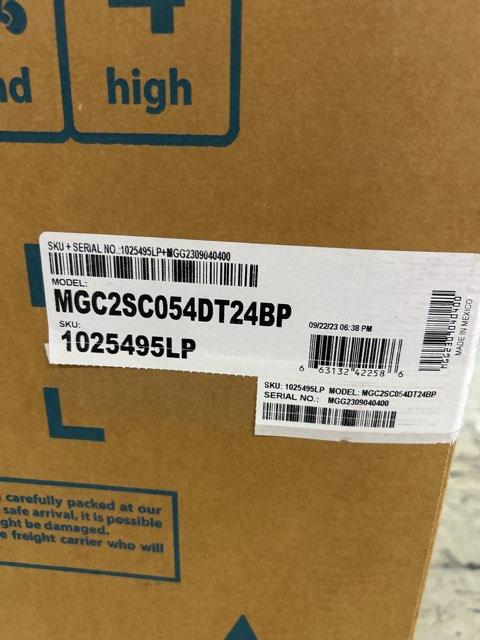 4
nd
high
SKU + SERIAL NO.:1025495LP+MGG2309040400
MODEL:
MGC2SC054DT24BP
SKU:
1025495LP
09/22/23 06:38 PM
6 63132 42258 6
MGG2309040400
MADE IN MEXICO
SKU: 1025495LP MODEL: MGC2SC054DT24BP
SERIAL NO.: MGG2309040400
L
carefully packed at our
safe arrival, it is possible
ght be damaged.
e freight carrier who will